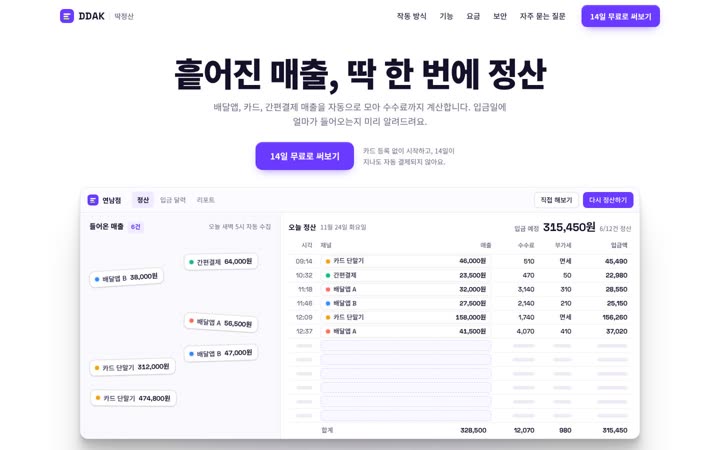 DDAK 박정산
작동 방식 기능 요금 보안 자주 묻는 질문 14일 무료로 써보기
흩어진 매출, 딱 한 번에 정산
배달앱, 카드, 간편결제 매출을 자동으로 모아 수수료까지 계산합니다. 입금일에
얼마가 들어오는지 미리 알려드려요.
14일 무료로 써보기
카드 등록 없이 시작하고, 14일이
지나도 자동 결제되지 않아요.
연남점 정산 입금 달력 리포트 직접 해보기 다시 정산하기
들어온 매출 6건 오늘 새벽 5시 자동 수집
간편결제 64,000원
배달앱 B 38,000원
배달앱 A 56,500원
배달앱 B 47,000원
카드 단말기 312,000원
카드 단말기 474,800원
오늘 정산 11월 24일 화요일 입금 예정 315,450원 6/12건 정산
시각 채널 매출 수수료 부가세 입금액
09:14 카드 단말기 46,000원 510 면세 45,490
10:32 간편결제 23,500원 470 50 22,980
11:18 배달앱 A 32,000원 3,140 310 28,550
11:46 배달앱 B 27,500원 2,140 210 25,150
12:09 카드 단말기 158,000원 1,740 면세 156,260
12:37 배달앱 A 41,500원 4,070 410 37,020
합계 328,500 12,070 980 315,450